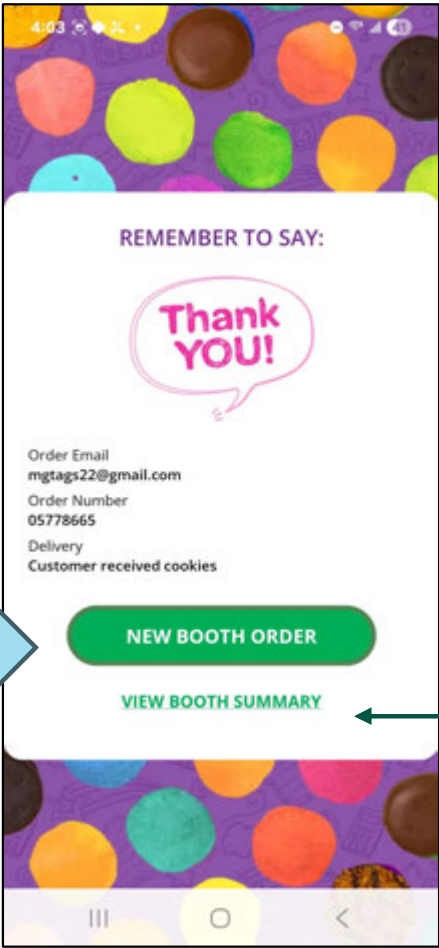 4:03
REMEMBER TO SAY:
Thank
YOU!
Order Email
mgtags22@gmail.com
Order Number
05778665
Delivery
Customer received cookies
NEW BOOTH ORDER
VIEW BOOTH SUMMARY